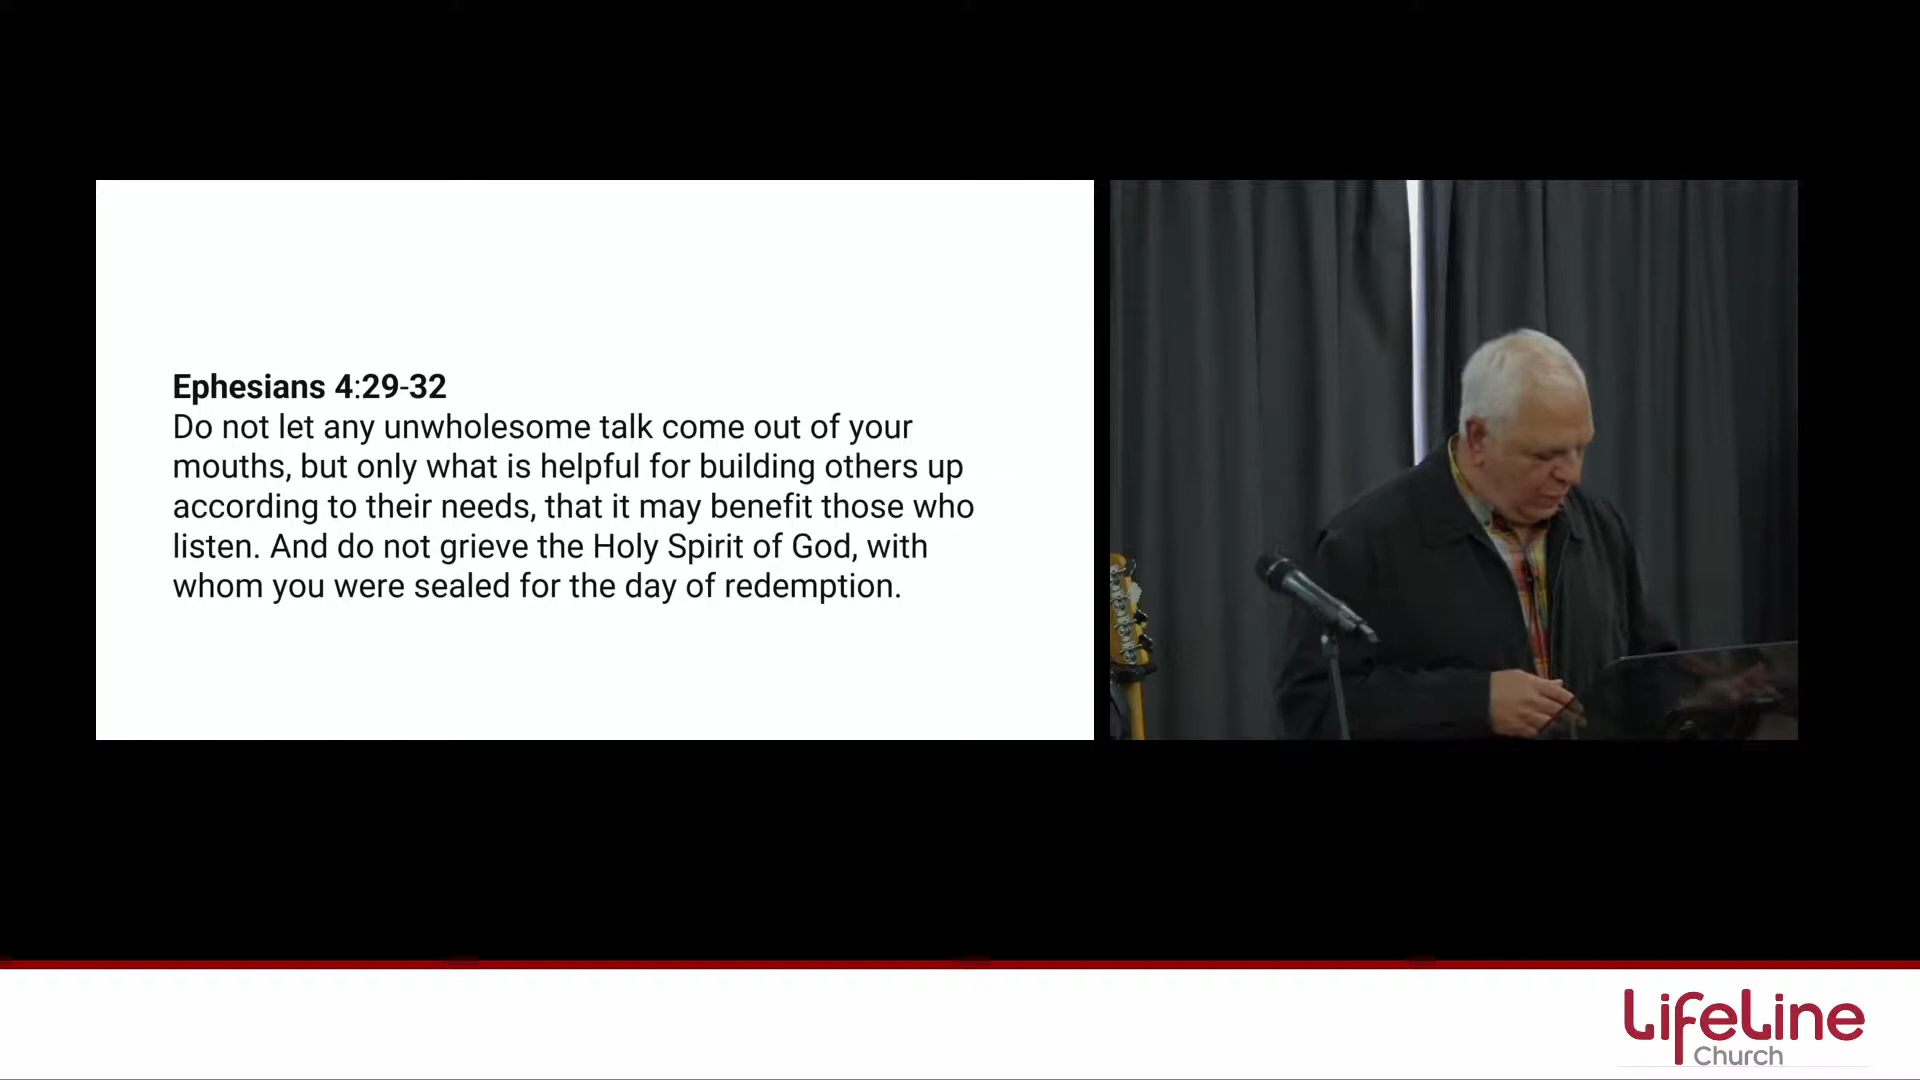 Ephesians 4:29-32
Do not let any unwholesome talk come out of your
mouths, but only what is helpful for building others up
according to their needs, that it may benefit those who
listen. And do not grieve the Holy Spirit of God, with
whom you were sealed for the day of redemption.
LifeLine
Church